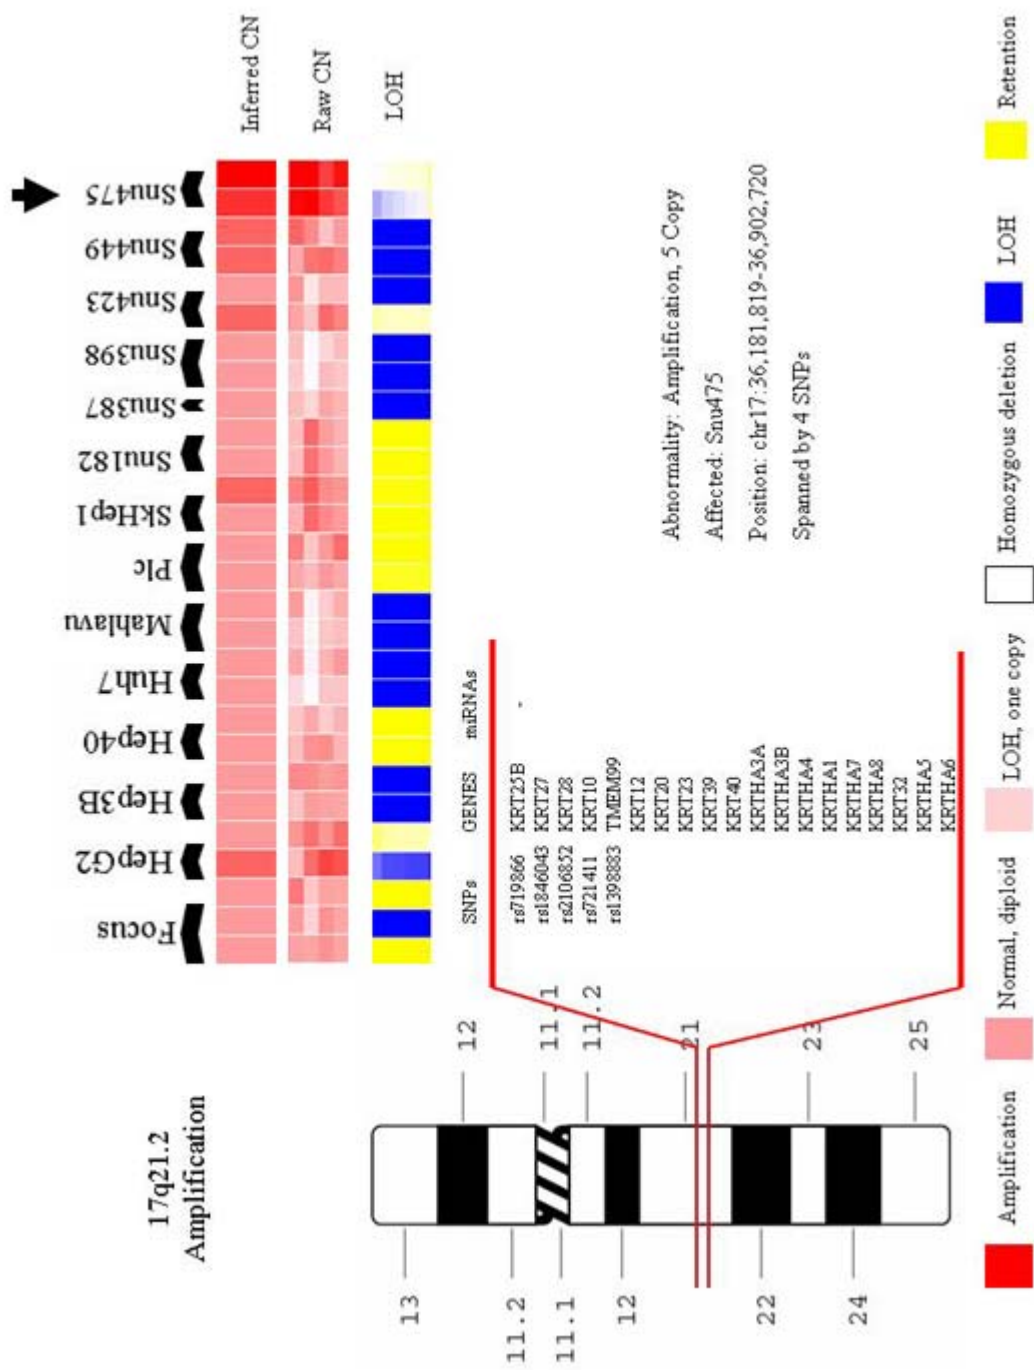 17q21.2
Amplification
Focus
HepG2
Hep3B
Hep40
Huh7
Mahlavu
Plc
SkHep1
Snu182
Snu387
Snu398
Snu423
Snu449
Snu475
Inferred CN
Raw CN
LOH
13
11.2
11.1
12
22
24
12
11.1
11.2
21
23
25
SNPs GENES miRNAs
rs719866 KRT25B -
rs1846043 KRT27
rs2106852 KRT28
rs721411 KRT10
rs1398883 TMEM99
KRT12
KRT20
KRT23
KRT39
KRT40
KRTHA3A
KRTHA3B
KRTHA4
KRTHA1
KRTHA7
KRTHA8
KRT32
KRTHA5
KRTHA6
Abnormality: Amplification, 5 Copy
Affected: Snu475
Position: chr17:36,181,819-36,902,720
Spanned by 4 SNPs
Amplification Normal, diploid LOH, one copy Homozygous deletion LOH Retention